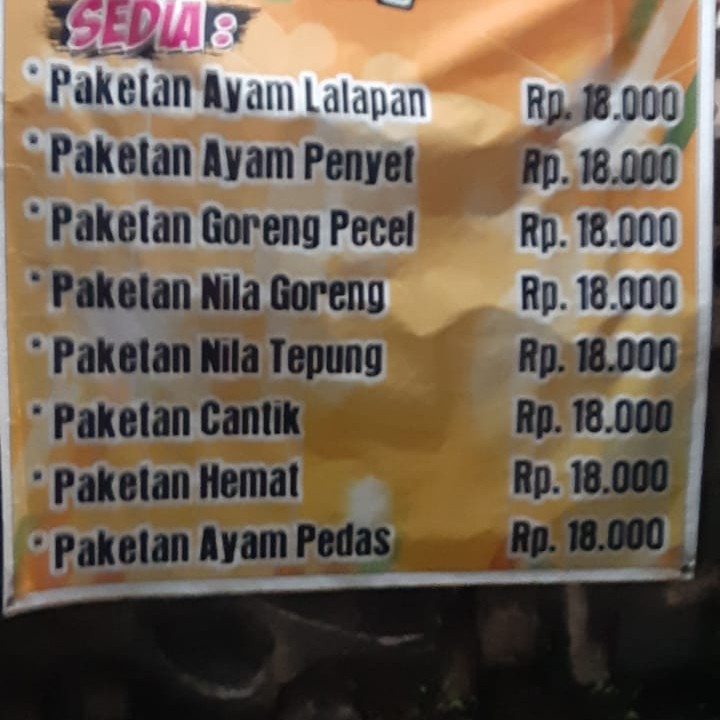 SEDIA :
* Paketan Ayam Lalapan Rp. 18.000
* Paketan Ayam Penyet Rp. 18.000
* Paketan Goreng Pecel Rp. 18.000
* Paketan Nila Goreng Rp. 18.000
* Paketan Nila Tepung Rp. 18.000
* Paketan Cantik Rp. 18.000
* Paketan Hemat Rp. 18.000
* Paketan Ayam Pedas Rp. 18.000